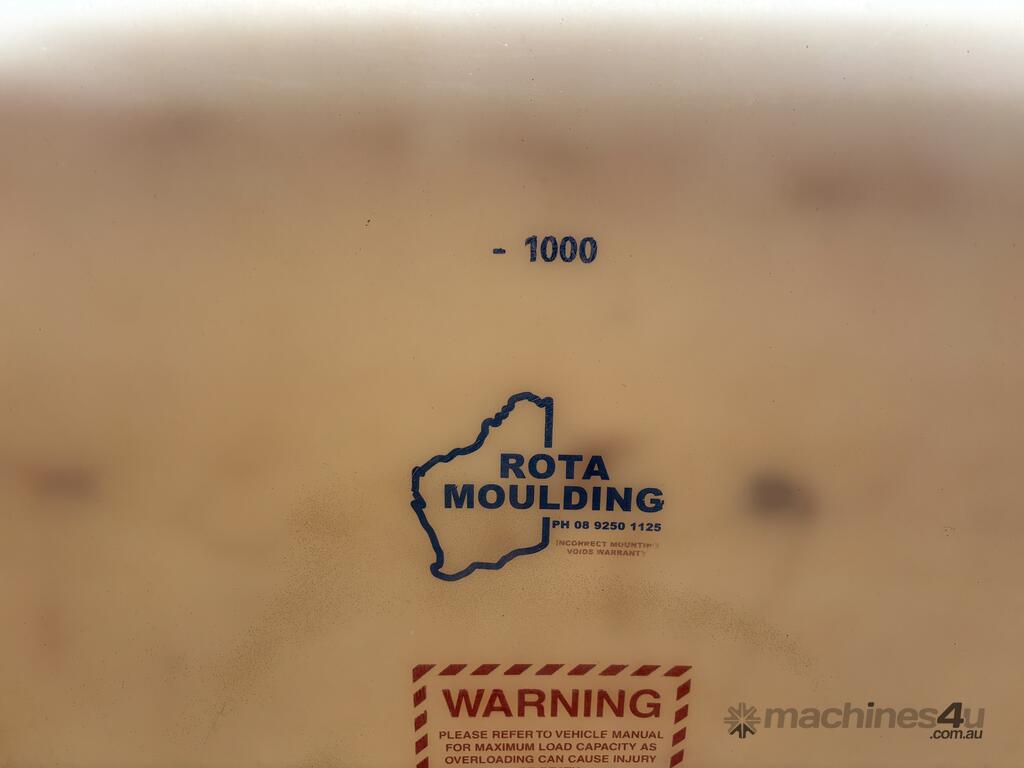 - 1000
ROTA
MOULDING
PH 08 9250 1125
INCORRECT MOUNTING
VOIDS WARRANTY
WARNING
PLEASE REFER TO VEHICLE MANUAL
FOR MAXIMUM LOAD CAPACITY AS
OVERLOADING CAN CAUSE INJURY
machines4u
.com.au